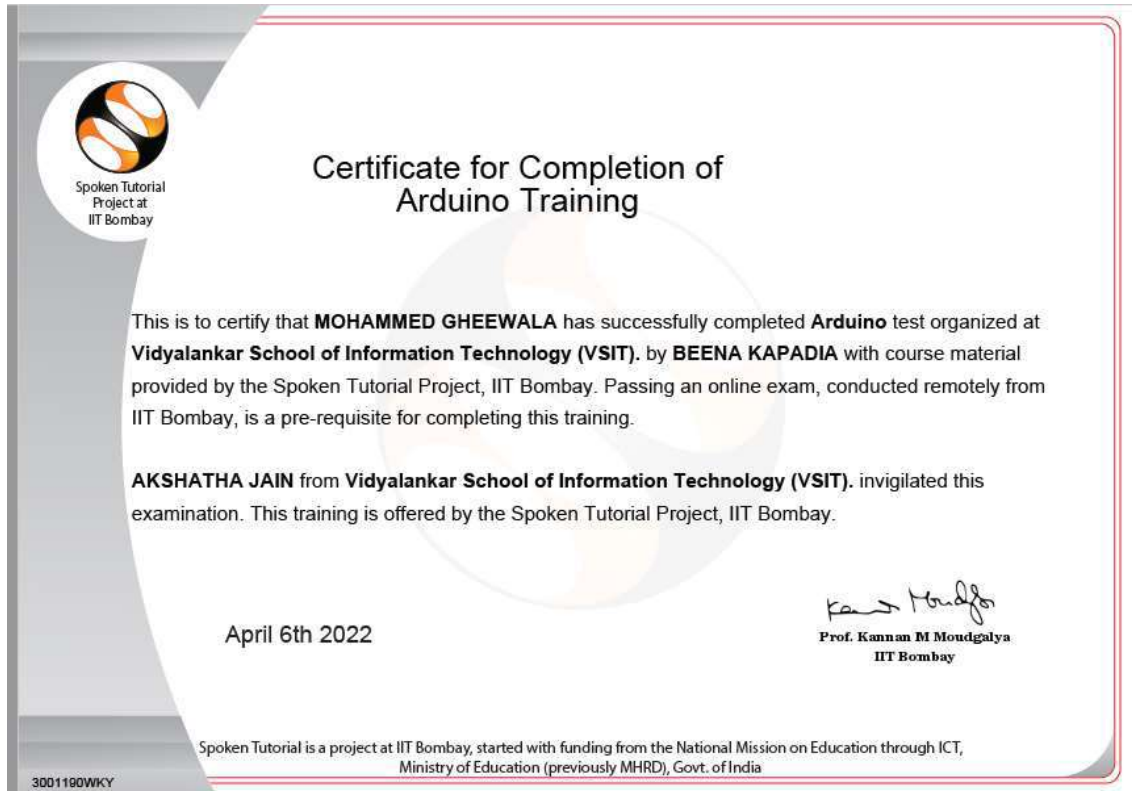 Spoken Tutorial
Project at
IIT Bombay
Certificate for Completion of
Arduino Training
This is to certify that MOHAMMED GHEEWALA has successfully completed Arduino test organized at
Vidyalankar School of Information Technology (VSIT). by BEENA KAPADIA with course material
provided by the Spoken Tutorial Project, IIT Bombay. Passing an online exam, conducted remotely from
IIT Bombay, is a pre-requisite for completing this training.
AKSHATHA JAIN from Vidyalankar School of Information Technology (VSIT). invigilated this
examination. This training is offered by the Spoken Tutorial Project, IIT Bombay.
April 6th 2022
Prof. Kannan M Moudgalya
IIT Bombay
Spoken Tutorial is a project at IIT Bombay, started with funding from the National Mission on Education through ICT,
Ministry of Education (previously MHRD), Govt. of India
3001190WKY